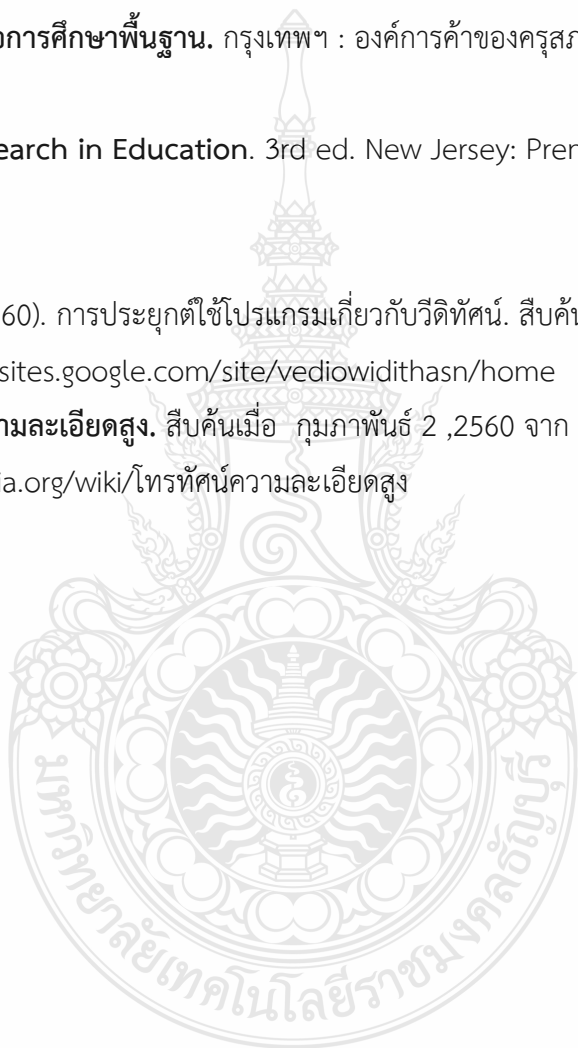 การศึกษาพื้นฐาน. กรุงเทพฯ : องค์การค้าของครุสภ
earch in Education. 3rd ed. New Jersey: Pren
60). การประยุกต์ใช้โปรแกรมเกี่ยวกับวีดิทัศน์. สืบค้น
sites.google.com/site/vediowidithasn/home
ามละเอียดสูง. สืบค้นเมื่อ กุมภาพันธ์ 2 ,2560 จาก
ia.org/wiki/โทรทัศน์ความละเอียดสูง
มหาวิทยาลัยเทคโนโลยีราชมงคลธัญบุรี